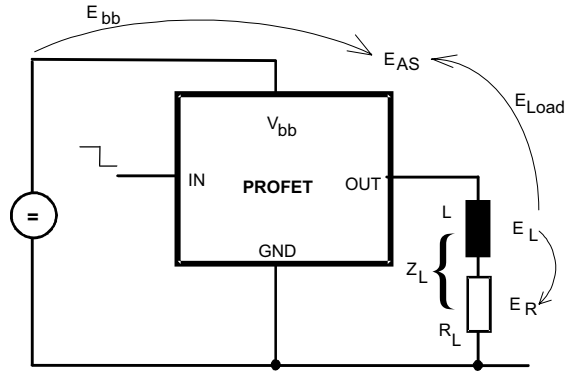 E bb
E AS
E Load
V bb
IN
PROFET
OUT
L
E L
GND
Z L
E R
R L
=